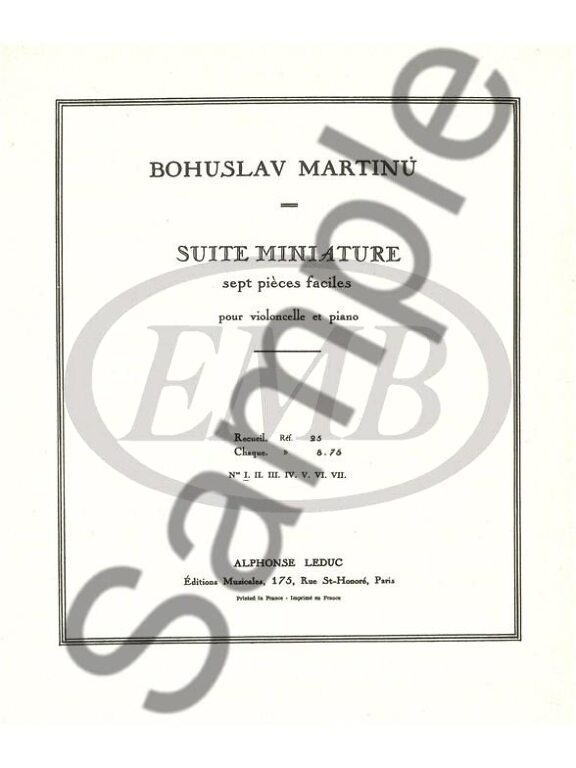 BOHUSLAV MARTINŮ
SUITE MINIATURE
sept pièces faciles
pour violoncelle et piano
Recueil. Réf. 25
Chaque. » 8.75
Nos I. II. III. IV. V. VI. VII.
ALPHONSE LEDUC
Éditions Musicales, 175, Rue St-Honoré, Paris
Printed in France - Imprimé en France
EMB
Sample